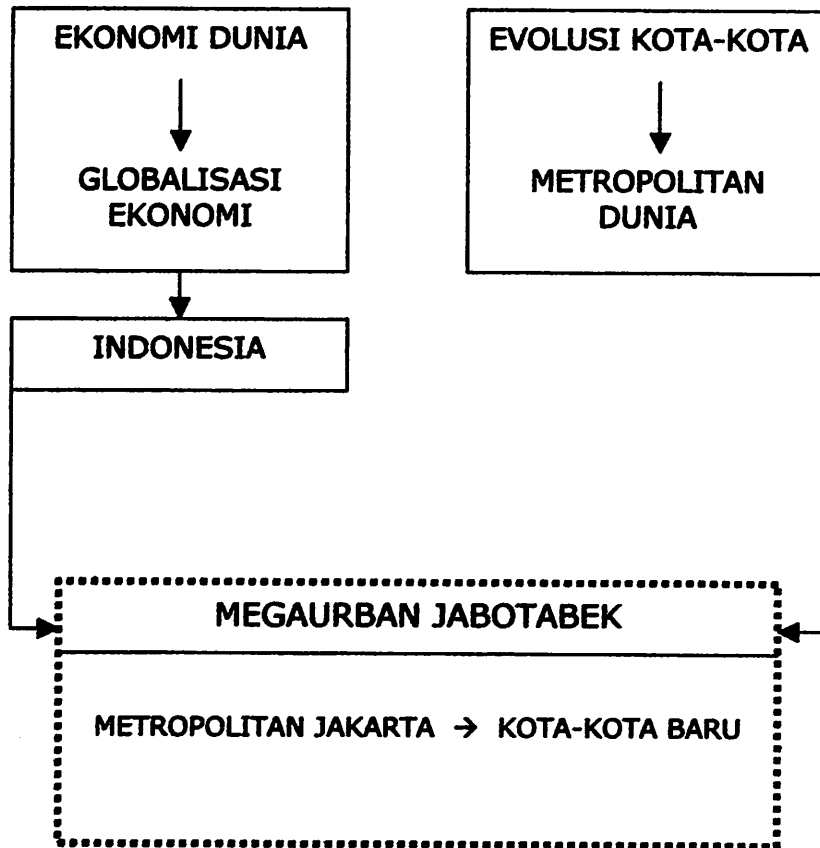 EKONOMI DUNIA
GLOBALISASI
EKONOMI
EVOLUSI KOTA-KOTA
METROPOLITAN
DUNIA
INDONESIA
MEGAURBAN JABOTABEK
METROPOLITAN JAKARTA → KOTA-KOTA BARU